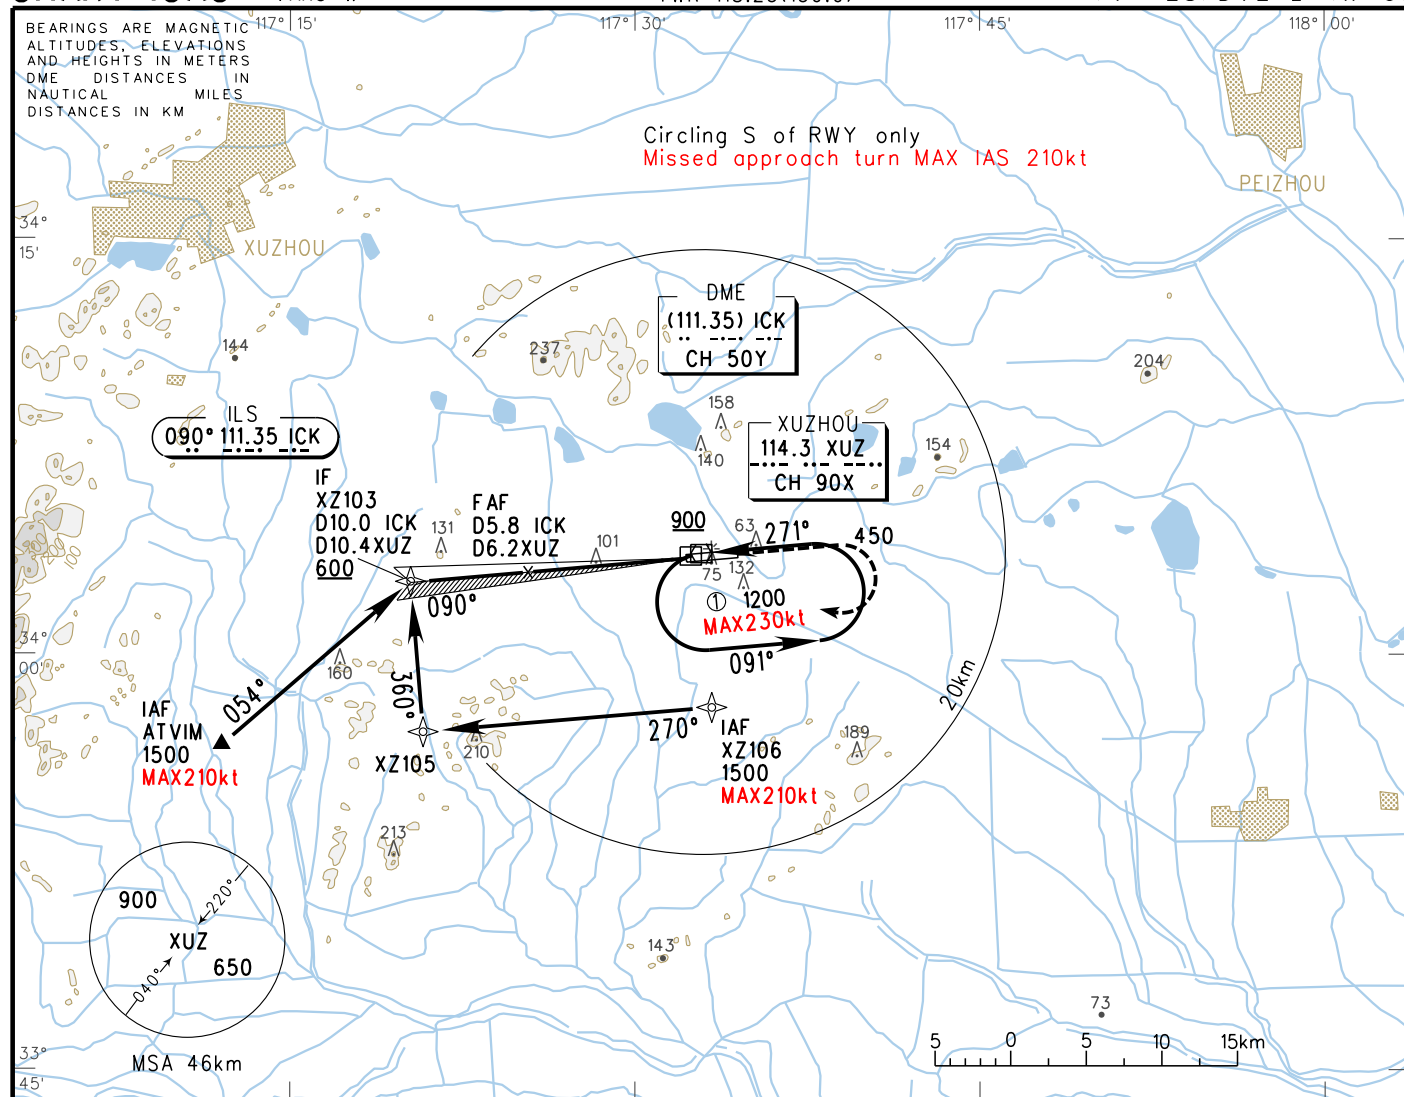 117° 15'
117° 30'
117° 45'
118° 00'
BEARINGS ARE MAGNETIC
ALTITUDES, ELEVATIONS
AND HEIGHTS IN METERS
DME DISTANCES IN
NAUTICAL MILES
DISTANCES IN KM
Circling S of RWY only
Missed approach turn MAX IAS 210kt
PEIZHOU
34°
15'
XUZHOU
DME
(111.35) ICK
CH 50Y
144
237
204
ILS
090° 111.35 ICK
158
140
XUZHOU
114.3 XUZ
CH 90X
154
IF
XZ103
D10.0 ICK
D10.4XUZ
600
131
FAF
D5.8 ICK
D6.2XUZ
101
900
63
271°
450
75
132
090°
1 1200
MAX230kt
091°
34°
00'
160
054°
360°
270°
20km
IAF
ATVIM
1500
MAX210kt
XZ105
210
IAF
XZ106
1500
MAX210kt
189
213
900
220°
XUZ
650
040°
MSA 46km
143
73
5 0 5 10 15km
33°
45'